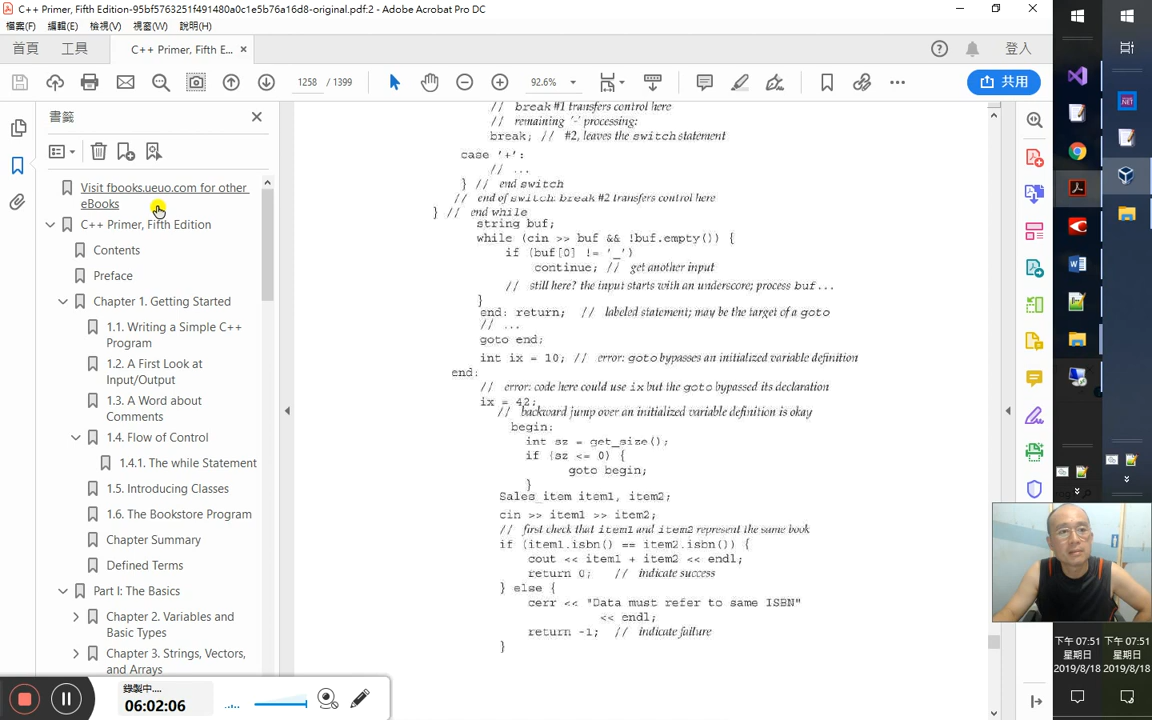 C++ Primer, Fifth Edition-95bf5763251f491480a0c1e5b76a16d8-original.pdf:2 - Adobe Acrobat Pro DC
檔案(F) 編輯(E) 檢視(V) 視窗(W) 說明(H)
首頁 工具 C++ Primer, Fifth E... × 登入
1258 / 1399 92.6% 共用
書籤
Visit fbooks.ueuo.com for other
eBooks
C++ Primer, Fifth Edition
Contents
Preface
Chapter 1. Getting Started
1.1. Writing a Simple C++
Program
1.2. A First Look at
Input/Output
1.3. A Word about
Comments
1.4. Flow of Control
1.4.1. The while Statement
1.5. Introducing Classes
1.6. The Bookstore Program
Chapter Summary
Defined Terms
Part I: The Basics
Chapter 2. Variables and
Basic Types
Chapter 3. Strings, Vectors,
and Arrays
// break #1 transfers control here
// remaining '-' processing:
break; // #2, leaves the switch statement
case '+':
// ...
} // end switch
// end of switch: break #2 transfers control here
} // end while
string buf;
while (cin >> buf && !buf.empty()) {
if (buf[0] != '_')
continue; // get another input
// still here? the input starts with an underscore; process buf...
}
end: return; // labeled statement; may be the target of a goto
// ...
goto end;
int ix = 10; // error: goto bypasses an initialized variable definition
end:
// error: code here could use ix but the goto bypassed its declaration
ix = 42;
// backward jump over an initialized variable definition is okay
begin:
int sz = get_size();
if (sz <= 0) {
goto begin;
}
Sales_item item1, item2;
cin >> item1 >> item2;
// first check that item1 and item2 represent the same book
if (item1.isbn() == item2.isbn()) {
cout << item1 + item2 << endl;
return 0; // indicate success
} else {
cerr << "Data must refer to same ISBN"
<< endl;
return -1; // indicate failure
}
錄製中....
06:02:06
.NET
下午 07:51 下午 07:51
星期日 星期日
2019/8/18 2019/8/18